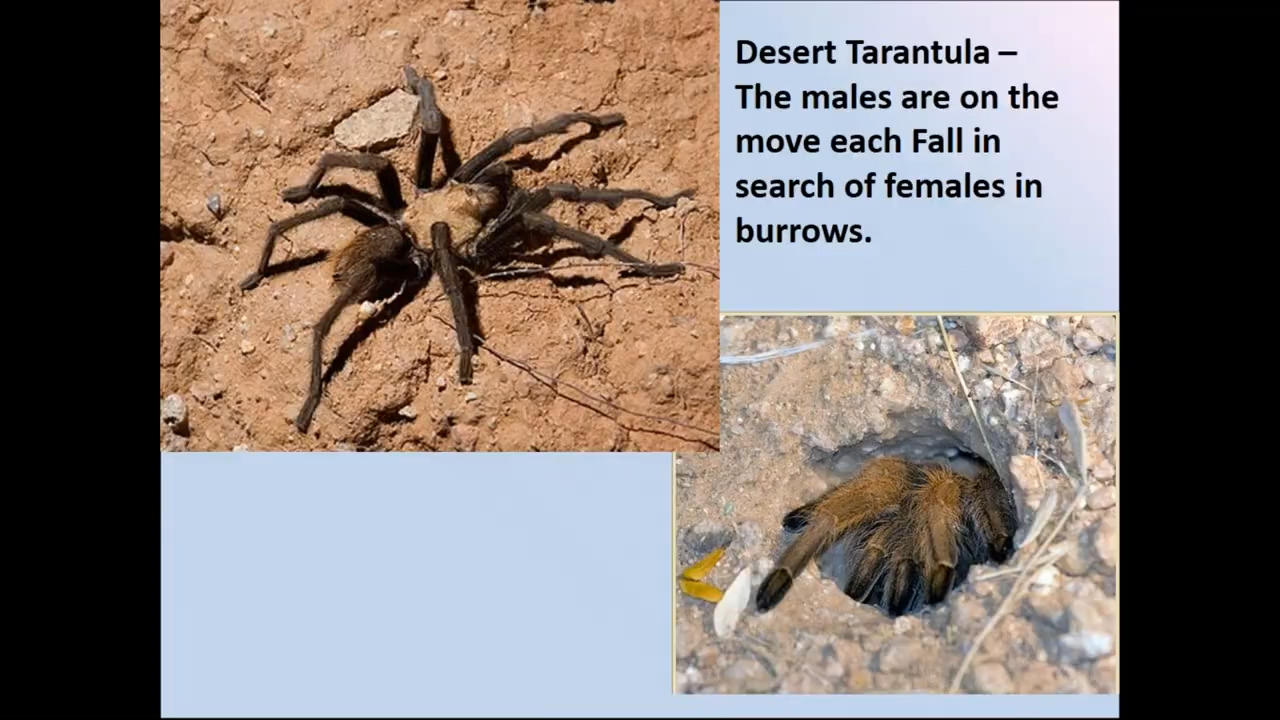 Desert Tarantula –
The males are on the
move each Fall in
search of females in
burrows.